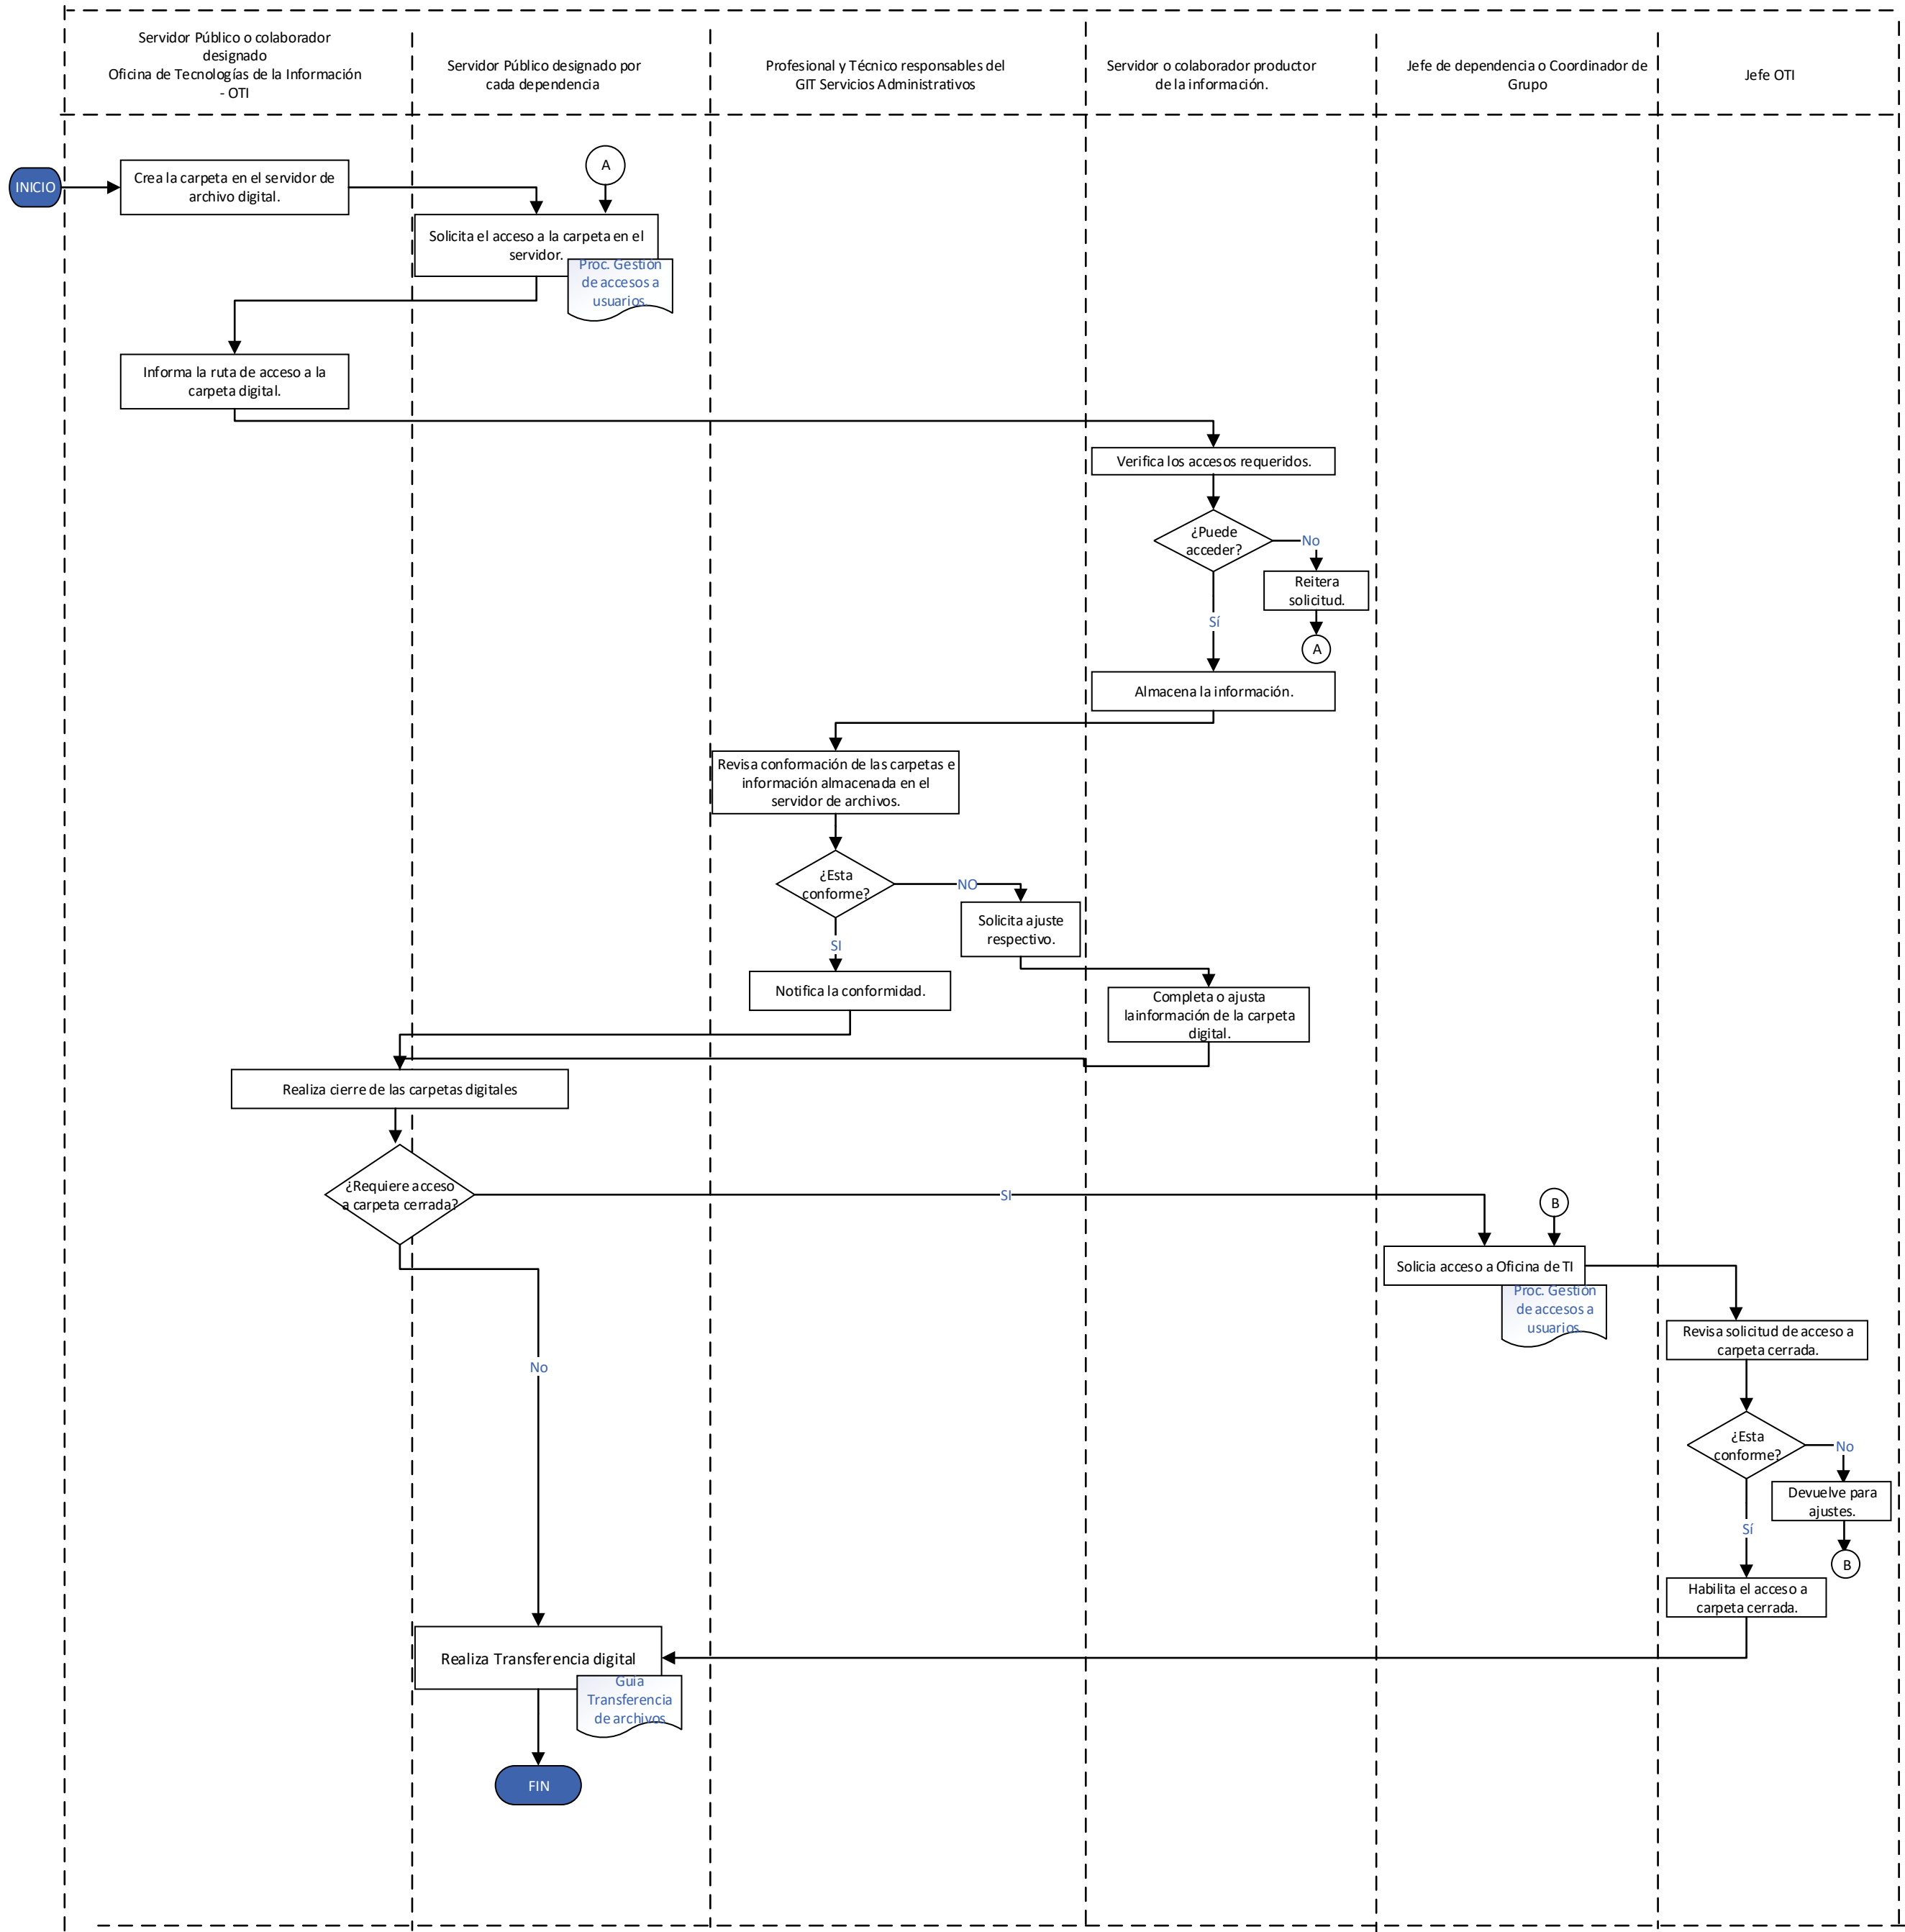 Servidor Público o colaborador
designado
Oficina de Tecnologías de la Información
- OTI
Servidor Público designado por
cada dependencia
Profesional y Técnico responsables del
GIT Servicios Administrativos
Servidor o colaborador productor
de la información.
Jefe de dependencia o Coordinador de
Grupo
Jefe OTI
INICIO
Crea la carpeta en el servidor de
archivo digital.
A
Solicita el acceso a la carpeta en el
servidor.
Proc. Gestión
de accesos a
usuarios.
Informa la ruta de acceso a la
carpeta digital.
Verifica los accesos requeridos.
¿Puede
acceder?
No
Reitera
solicitud.
Sí
A
Almacena la información.
Revisa conformación de las carpetas e
información almacenada en el
servidor de archivos.
¿Esta
conforme?
NO
Solicita ajuste
respectivo.
SI
Notifica la conformidad.
Completa o ajusta
lainformación de la carpeta
digital.
Realiza cierre de las carpetas digitales
¿Requiere acceso
a carpeta cerrada?
SI
B
Solicia acceso a Oficina de TI
Proc. Gestión
de accesos a
usuarios.
Revisa solicitud de acceso a
carpeta cerrada.
No
¿Esta
conforme?
No
Devuelve para
ajustes.
Sí
B
Habilita el acceso a
carpeta cerrada.
Realiza Transferencia digital
Guía
Transferencia
de archivos
FIN